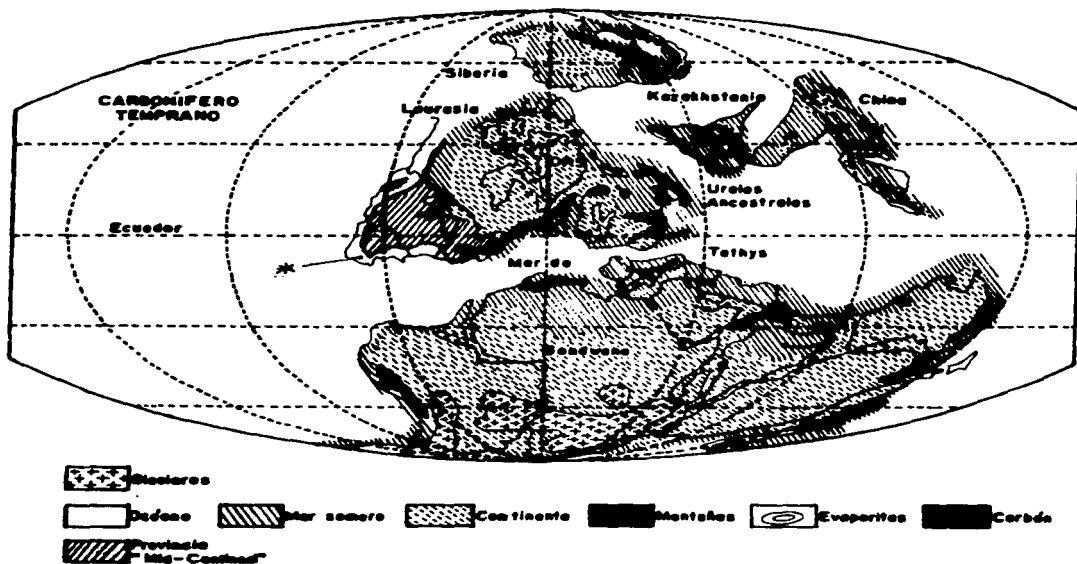 Siberia
CARBONIFERO
TEMPRANO
Laurasia
Kazakhstania
China
Urales
Ancestrales
Ecuador
*
Mar de Tethys
Gondwana
Glaciares
Océano Mar somero Continente Montañas Evaporitas Carbón
Provincia
"Mid-Continent"